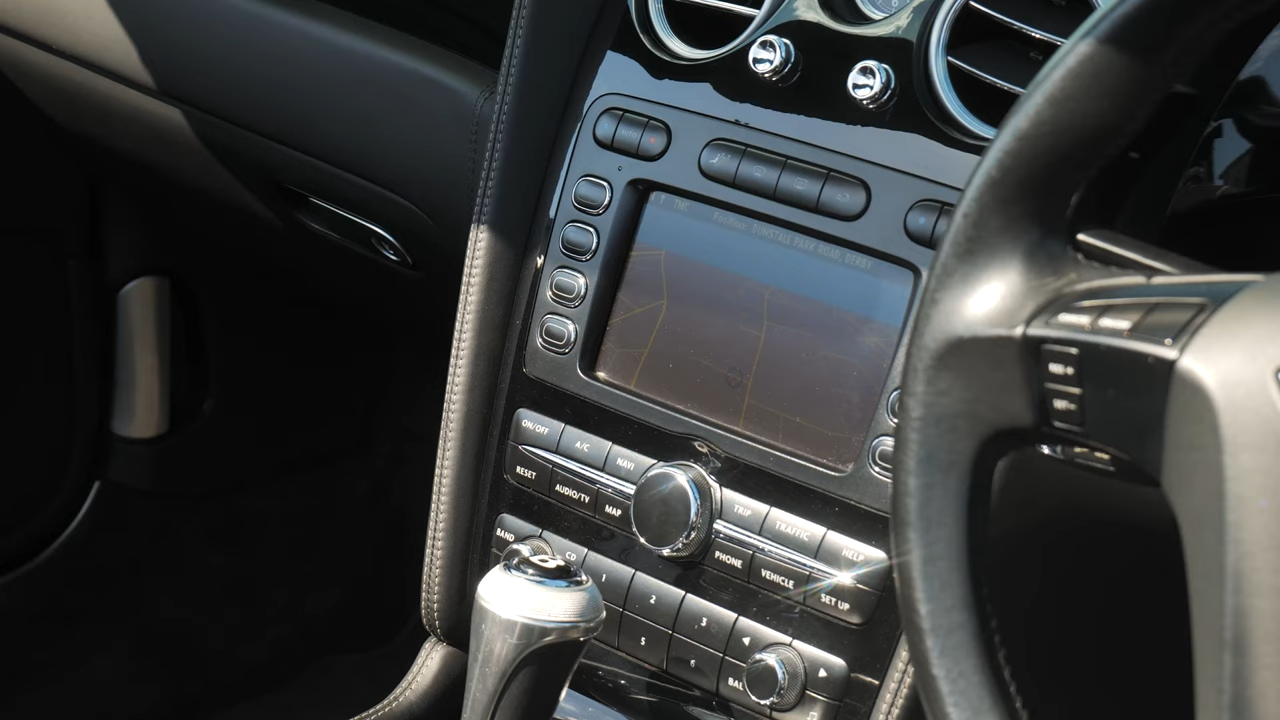 TMC
DUNSTALL PARK ROAD, DERBY
ON/OFF
A/C
NAVI
RESET
AUDIO/TV
MAP
TRIP
TRAFFIC
HELP
PHONE
VEHICLE
SET UP
BAND
CD
1
2
3
5
6
BAL